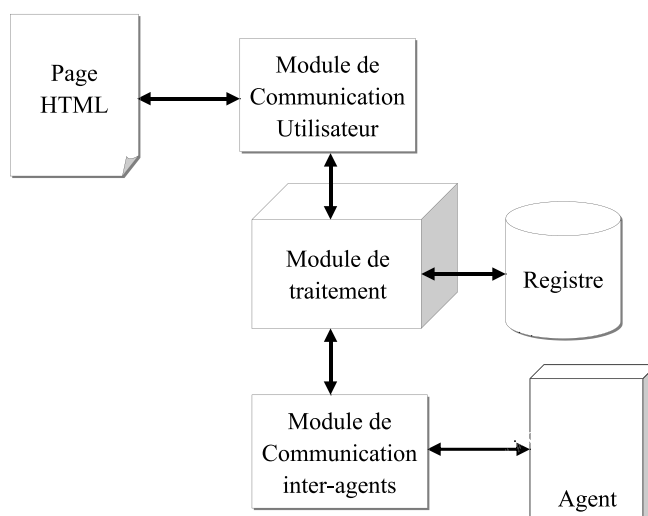 Page
HTML
Module de
Communication
Utilisateur
Module de
traitement
Registre
Module de
Communication
inter-agents
Agent